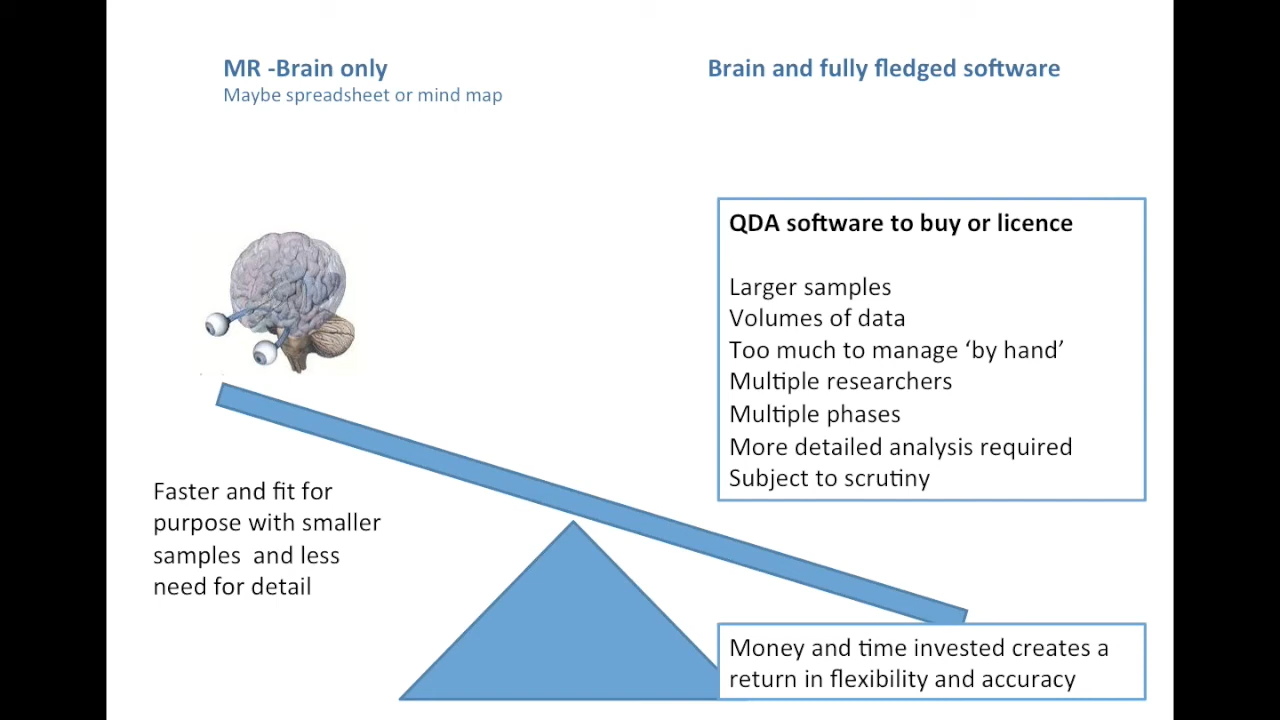 MR -Brain only
Maybe spreadsheet or mind map
Brain and fully fledged software
QDA software to buy or licence
Larger samples
Volumes of data
Too much to manage ‘by hand’
Multiple researchers
Multiple phases
More detailed analysis required
Subject to scrutiny
Faster and fit for
purpose with smaller
samples  and less
need for detail
Money and time invested creates a
return in flexibility and accuracy